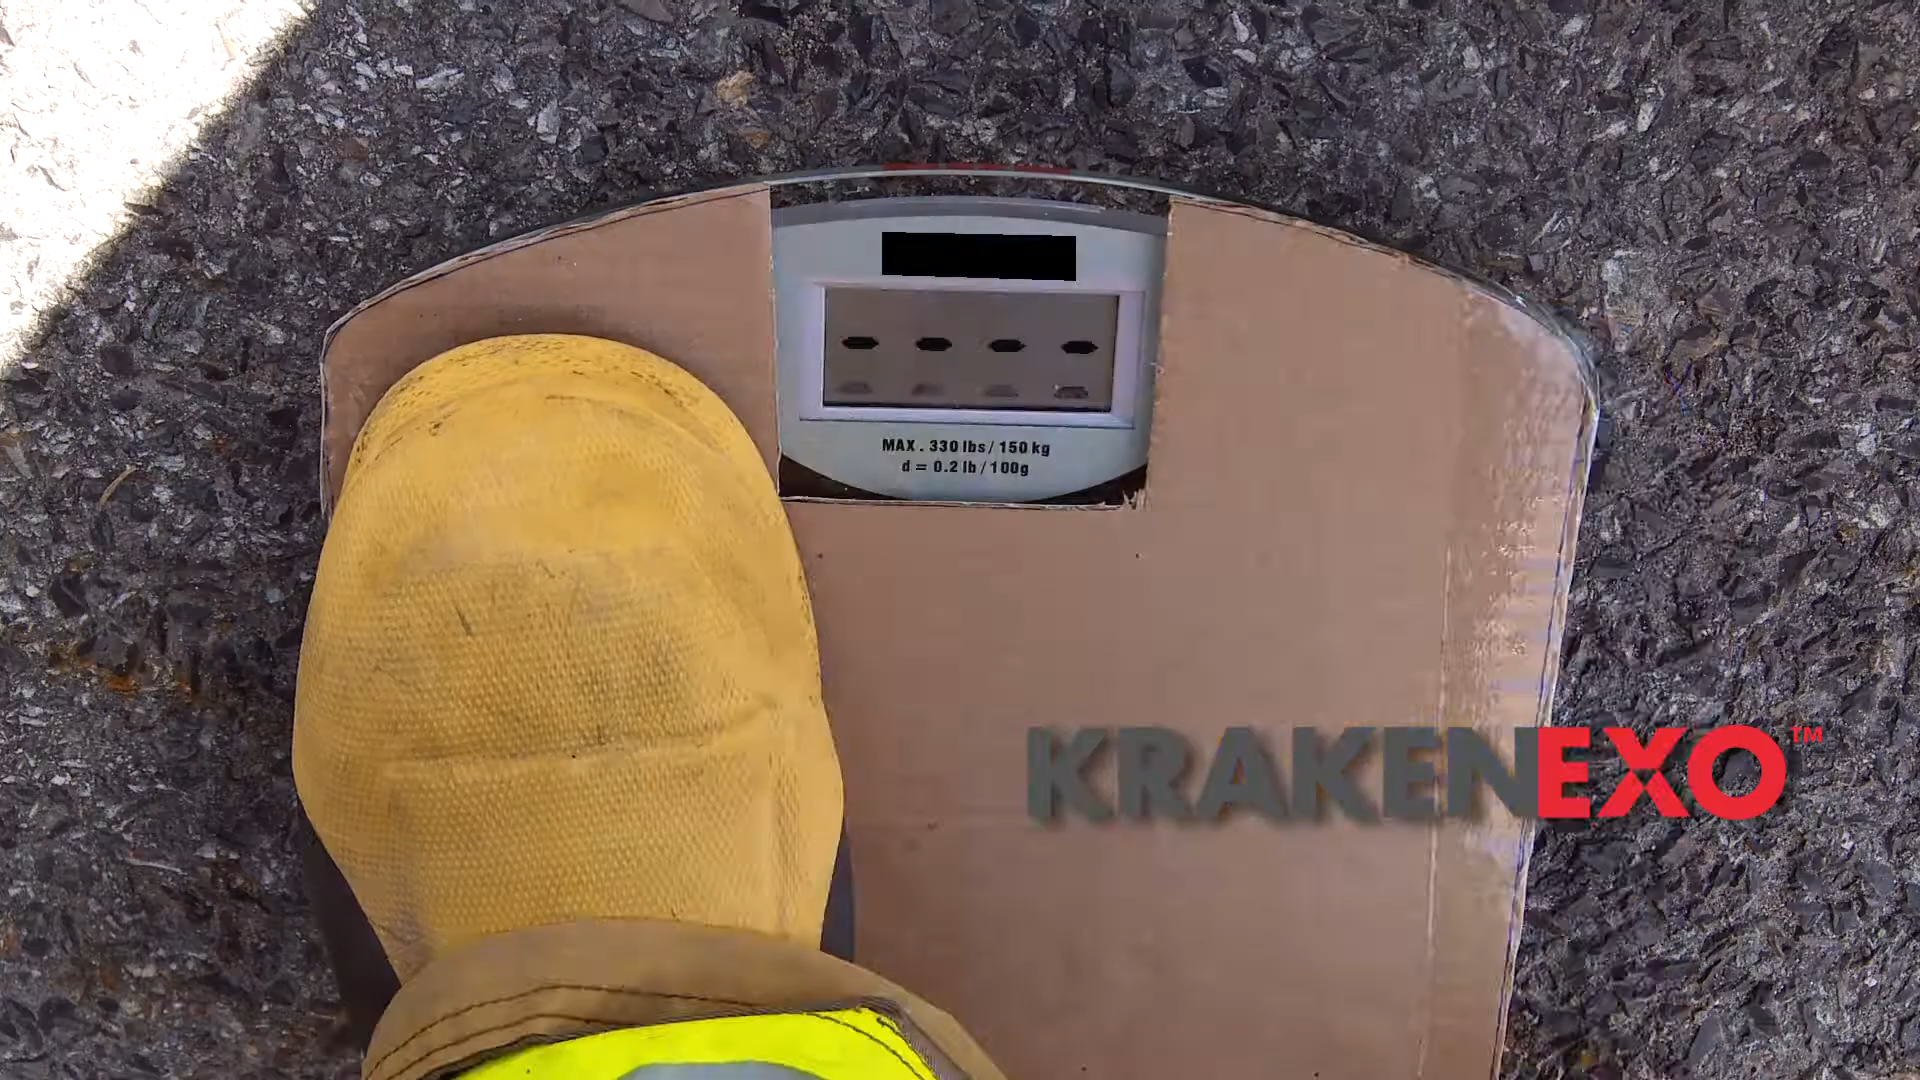 - - - -
MAX . 330 lbs / 150 kg
d = 0.2 lb / 100g
KRAKENEXO™